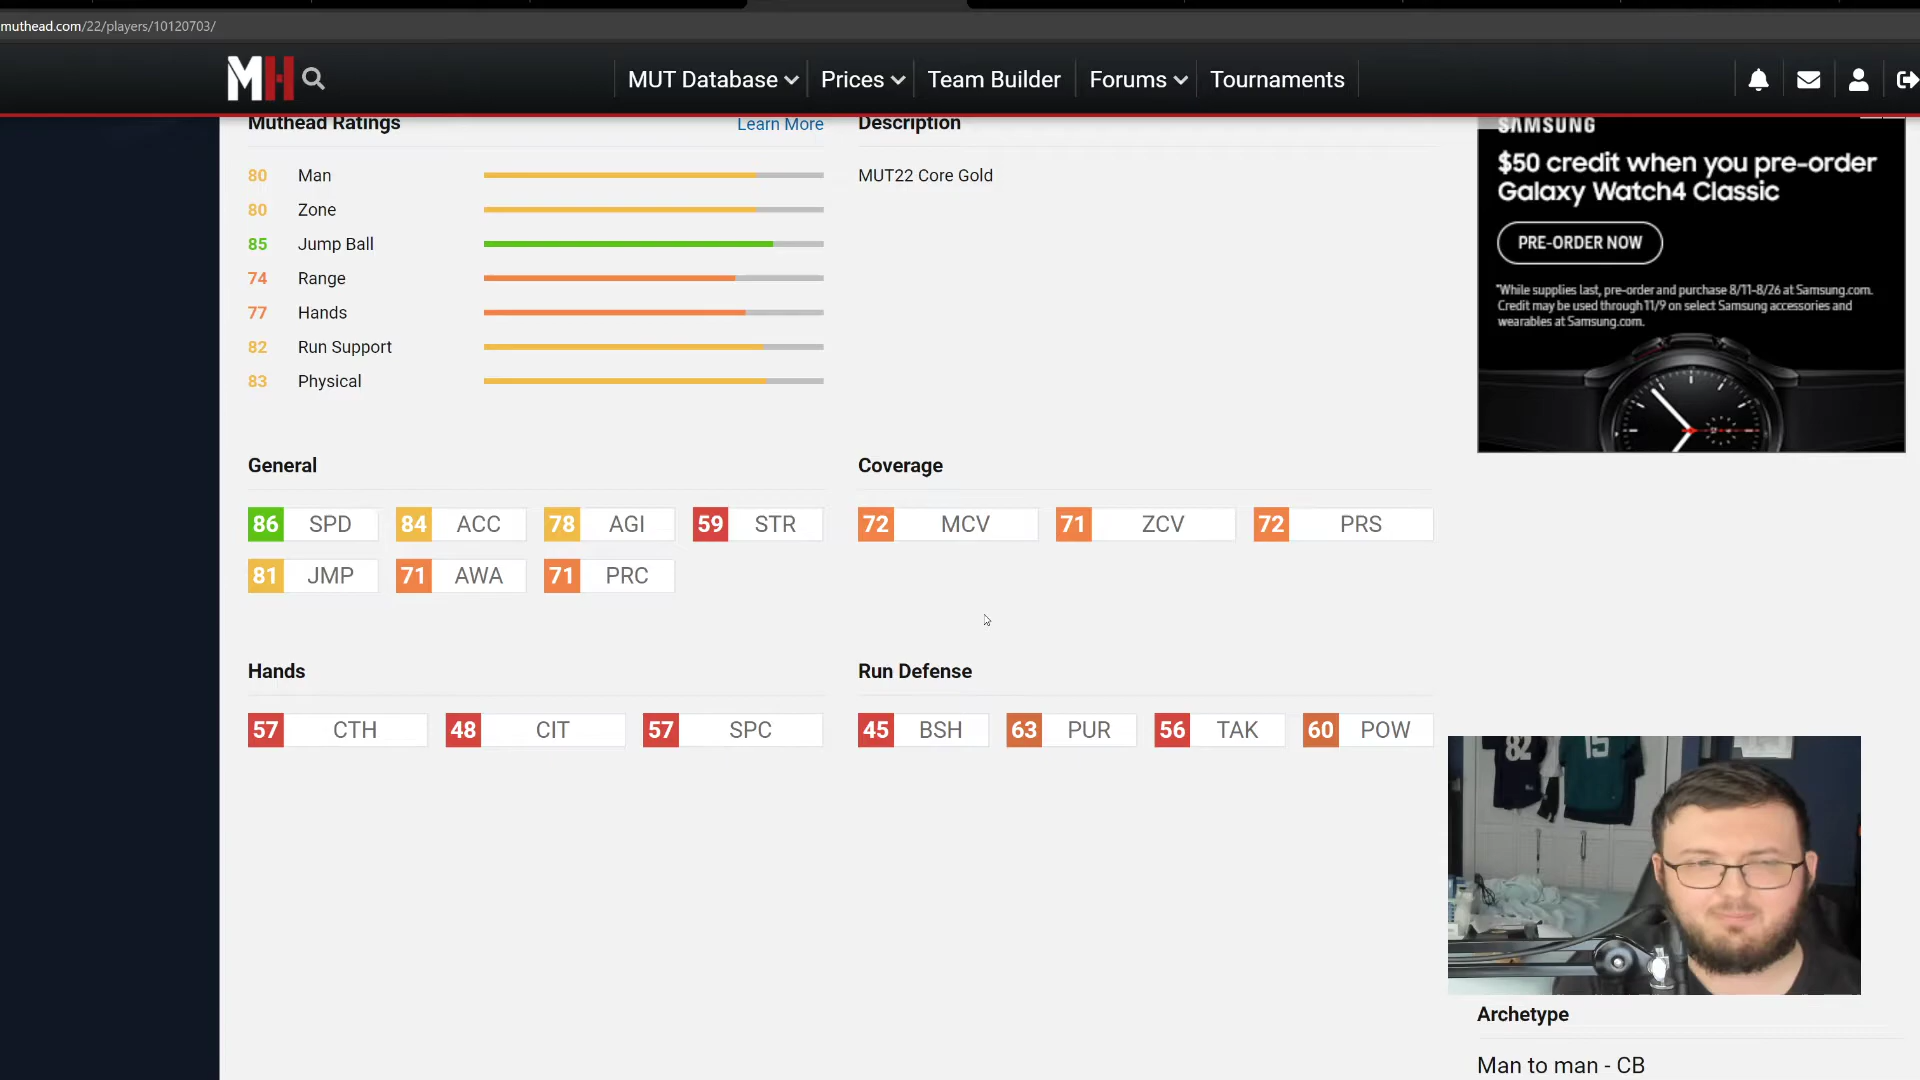 muthead.com/22/players/10120703/
MH
MUT Database
Prices
Team Builder
Forums
Tournaments
Muthead Ratings
Learn More
80 Man
80 Zone
85 Jump Ball
74 Range
77 Hands
82 Run Support
83 Physical
Description
MUT22 Core Gold
SAMSUNG
$50 credit when you pre-order
Galaxy Watch4 Classic
PRE-ORDER NOW
*While supplies last, pre-order and purchase 8/11-8/26 at Samsung.com.
Credit may be used through 11/9 on select Samsung accessories and
wearables at Samsung.com.
General
86 SPD 84 ACC 78 AGI 59 STR
81 JMP 71 AWA 71 PRC
Coverage
72 MCV 71 ZCV 72 PRS
Hands
57 CTH 48 CIT 57 SPC
Run Defense
45 BSH 63 PUR 56 TAK 60 POW
82
15
Archetype
Man to man - CB